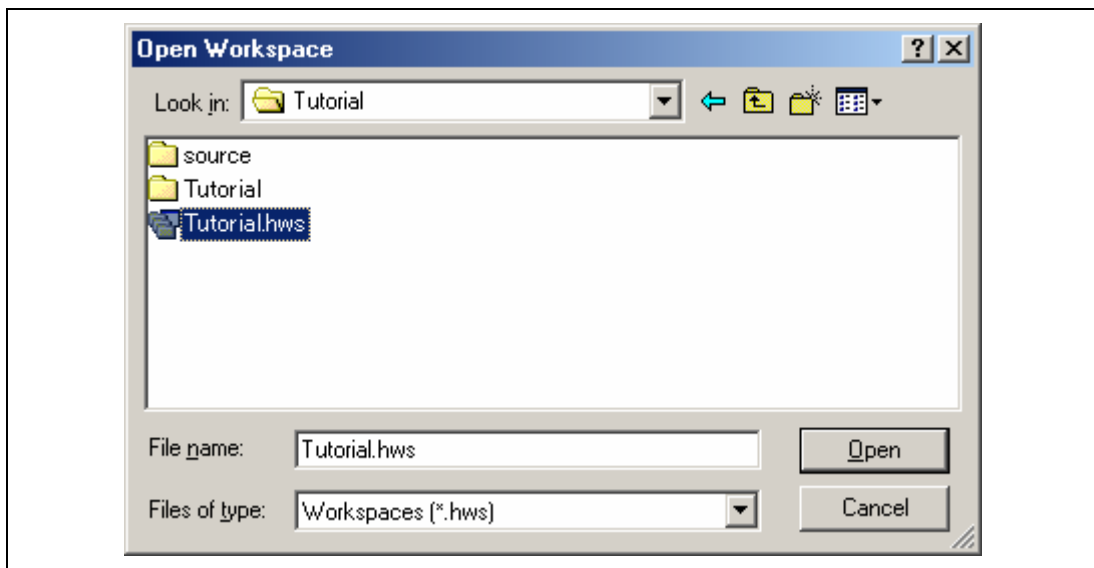 Open Workspace
Look in: Tutorial
source
Tutorial
Tutorial.hws
File name: Tutorial.hws Open
Files of type: Workspaces (*.hws) Cancel